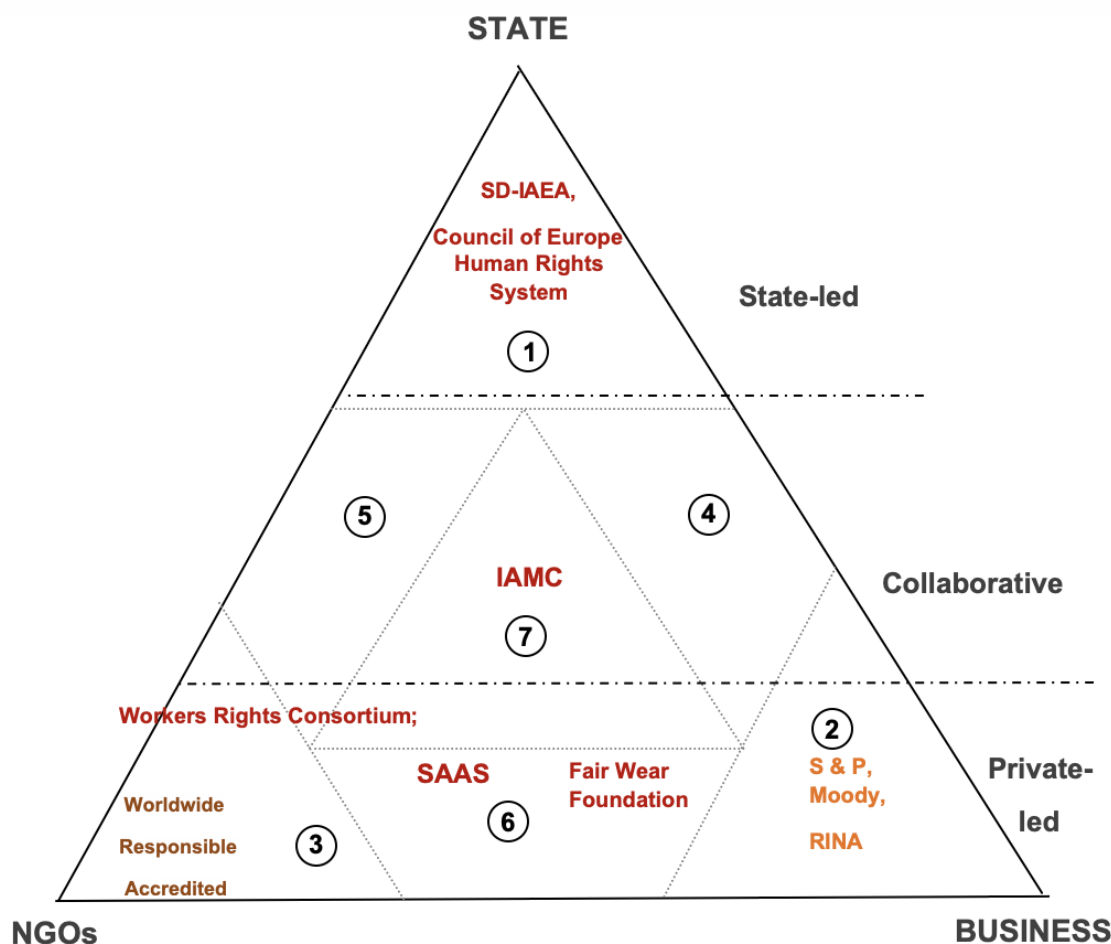 STATE
SD-IAEA,
Council of Europe
Human Rights
System
State-led
1
5
4
IAMC
Collaborative
7
Workers Rights Consortium;
2
SAAS
Fair Wear
Foundation
S & P,
Moody,
Private-
led
Worldwide
6
RINA
Responsible
3
Accredited
NGOs
BUSINESS